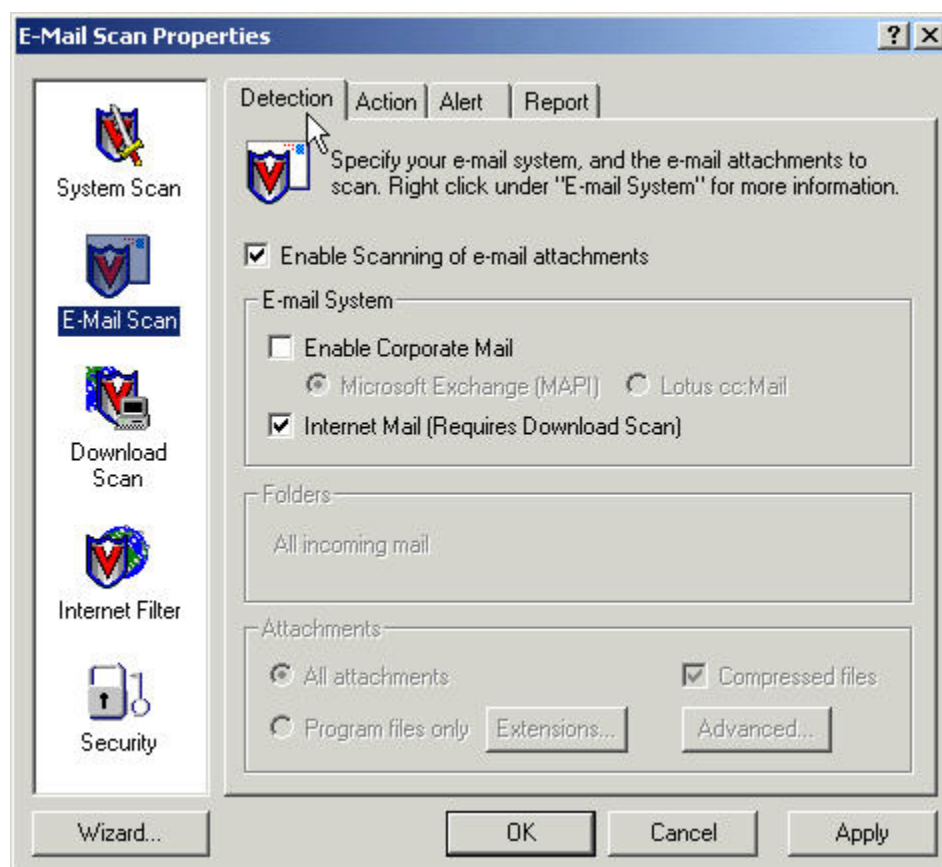 E-Mail Scan Properties
System Scan
E-Mail Scan
Download
Scan
Internet Filter
Security
Wizard...
Detection
Action
Alert
Report
Specify your e-mail system, and the e-mail attachments to
scan. Right click under "E-mail System" for more information.
Enable Scanning of e-mail attachments
E-mail System
Enable Corporate Mail
Microsoft Exchange (MAPI)
Lotus cc:Mail
Internet Mail (Requires Download Scan)
Folders
All incoming mail
Attachments
All attachments
Compressed files
Program files only
Extensions...
Advanced...
OK
Cancel
Apply